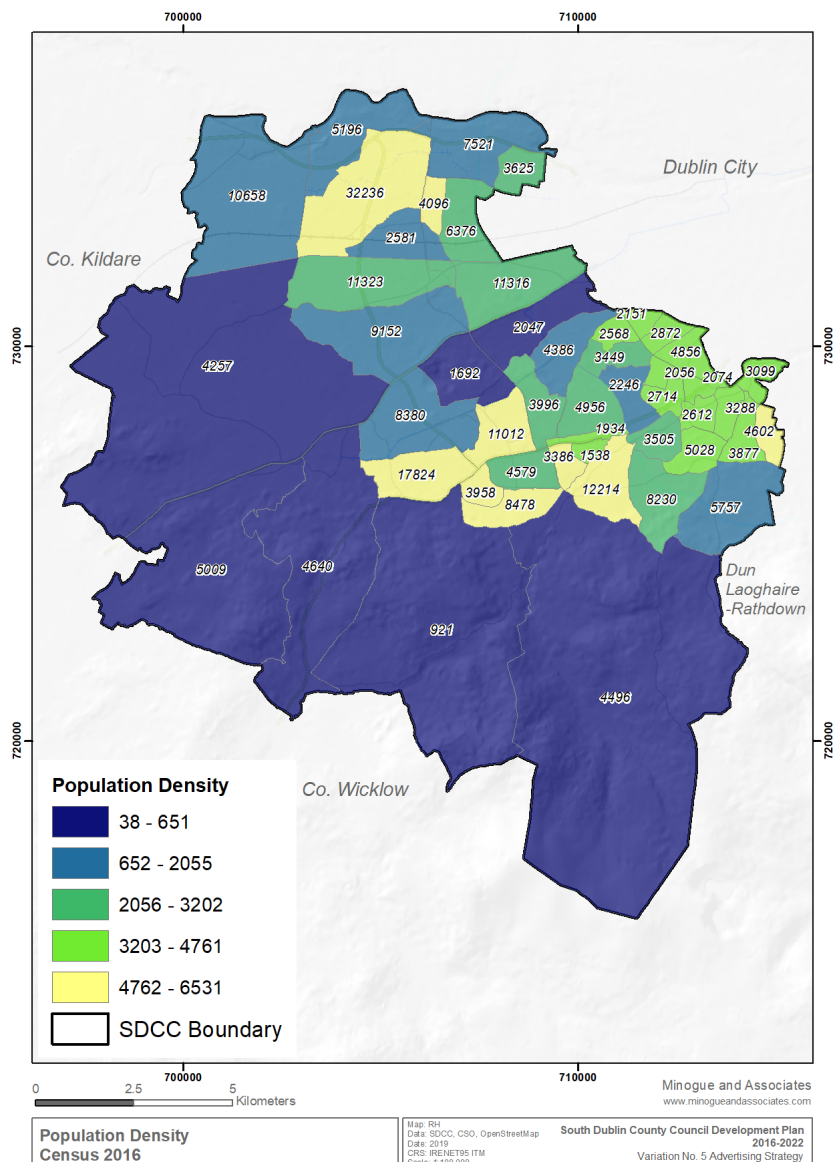 700000
710000
5196
7521
3625
Dublin City
10658
32236
4096
6376
2581
Co. Kildare
11323
11316
2151
2047
2568
2872
730000
9152
4386
3449
4856
730000
4257
1692
2056
2074
3099
2246
3996
4956
2714
3288
8380
2612
11012
1934
3505
4602
3386
1538
5028
3877
17824
4579
3958
12214
8230
8478
5757
5009
4640
Dun
Laoghaire
-Rathdown
921
4496
720000
720000
Co. Wicklow
Population Density
38 - 651
652 - 2055
2056 - 3202
3203 - 4761
4762 - 6531
SDCC Boundary
700000
710000
0 2.5 5
Kilometers
Minogue and Associates
www.minogueandassociates.com
Population Density
Census 2016
Map: RH
Data: SDCC, CSO, OpenStreetMap
Date: 2019
CRS: IRENET95 ITM
Scale: 1:100,000
South Dublin County Council Development Plan
2016-2022
Variation No. 5 Advertising Strategy